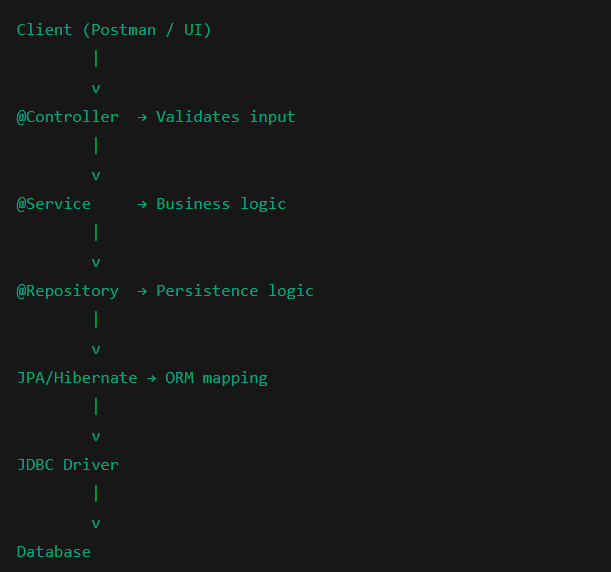 Client (Postman / UI)
|
v
@Controller → Validates input
|
v
@Service → Business logic
|
v
@Repository → Persistence logic
|
v
JPA/Hibernate → ORM mapping
|
v
JDBC Driver
|
v
Database